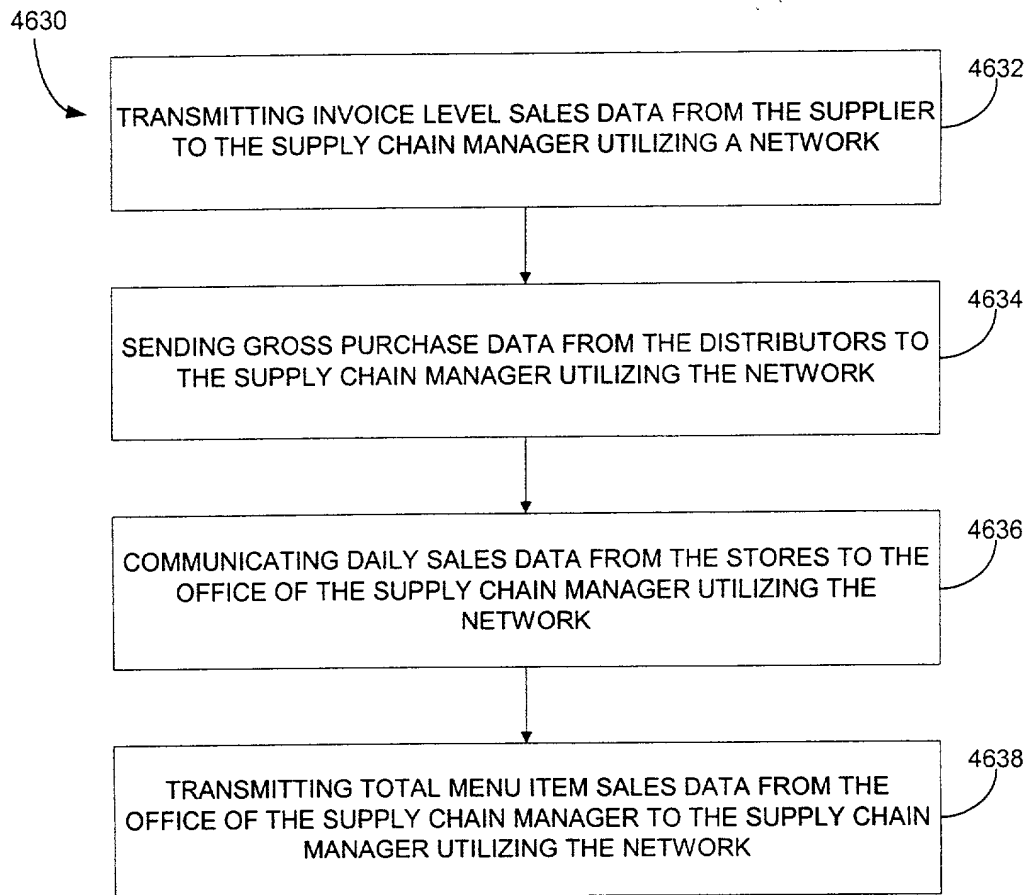 4630
4632
TRANSMITTING INVOICE LEVEL SALES DATA FROM THE SUPPLIER
TO THE SUPPLY CHAIN MANAGER UTILIZING A NETWORK
4634
SENDING GROSS PURCHASE DATA FROM THE DISTRIBUTORS TO
THE SUPPLY CHAIN MANAGER UTILIZING THE NETWORK
4636
COMMUNICATING DAILY SALES DATA FROM THE STORES TO THE
OFFICE OF THE SUPPLY CHAIN MANAGER UTILIZING THE
NETWORK
4638
TRANSMITTING TOTAL MENU ITEM SALES DATA FROM THE
OFFICE OF THE SUPPLY CHAIN MANAGER TO THE SUPPLY CHAIN
MANAGER UTILIZING THE NETWORK